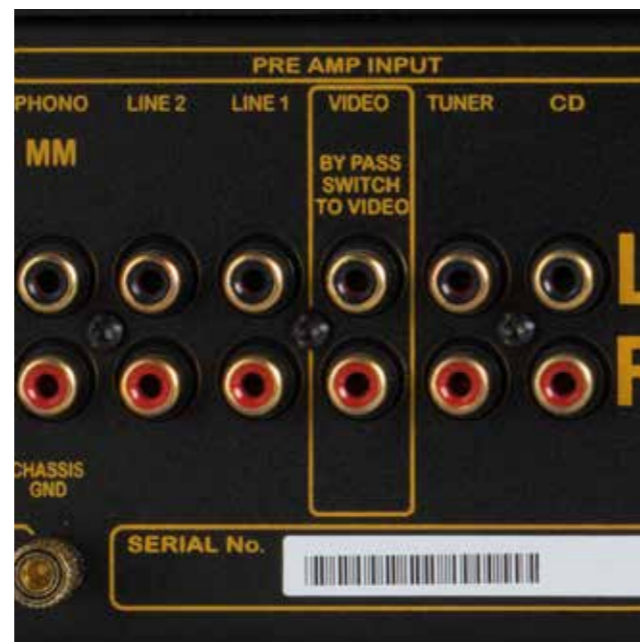 PRE AMP INPUT
PHONO LINE 2 LINE 1 VIDEO TUNER CD
MM
BY PASS
SWITCH
TO VIDEO
L
R
CHASSIS
GND
SERIAL No.